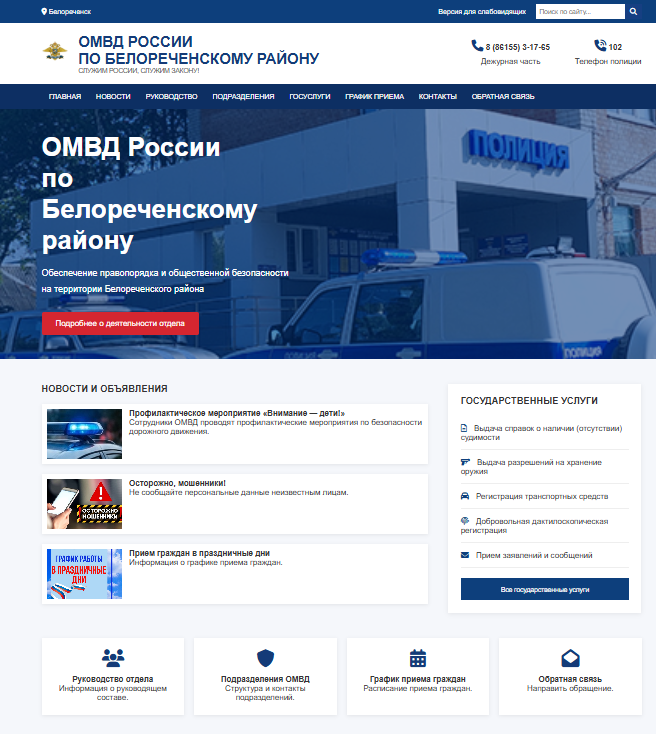 Белореченск
Версия для слабовидящих
Поиск по сайту...
ОМВД РОССИИ
ПО БЕЛОРЕЧЕНСКОМУ РАЙОНУ
СЛУЖИМ РОССИИ, СЛУЖИМ ЗАКОНУ!
8 (86155) 3-17-65
Дежурная часть
102
Телефон полиции
ГЛАВНАЯ НОВОСТИ РУКОВОДСТВО ПОДРАЗДЕЛЕНИЯ ГОСУСЛУГИ ГРАФИК ПРИЕМА КОНТАКТЫ ОБРАТНАЯ СВЯЗЬ
ПОЛИЦИЯ
ОМВД России
по
Белореченскому
району
Обеспечение правопорядка и общественной безопасности
на территории Белореченского района
Подробнее о деятельности отдела
ПОЛИЦИЯ
ПОЛИЦИЯ
НОВОСТИ И ОБЪЯВЛЕНИЯ
Профилактическое мероприятие «Внимание — дети!»
Сотрудники ОМВД проводят профилактические мероприятия по безопасности
дорожного движения.
Осторожно, мошенники!
Не сообщайте персональные данные неизвестным лицам.
ОСТОРОЖНО
МОШЕННИКИ!
Прием граждан в праздничные дни
Информация о графике приема граждан.
ГРАФИК РАБОТЫ
В ПРАЗДНИЧНЫЕ
ДНИ
ГОСУДАРСТВЕННЫЕ УСЛУГИ
Выдача справок о наличии (отсутствии)
судимости
Выдача разрешений на хранение
оружия
Регистрация транспортных средств
Добровольная дактилоскопическая
регистрация
Прием заявлений и сообщений
Все государственные услуги
Руководство отдела
Информация о руководящем
составе.
Подразделения ОМВД
Структура и контакты
подразделений.
График приема граждан
Расписание приема граждан.
Обратная связь
Направить обращение.